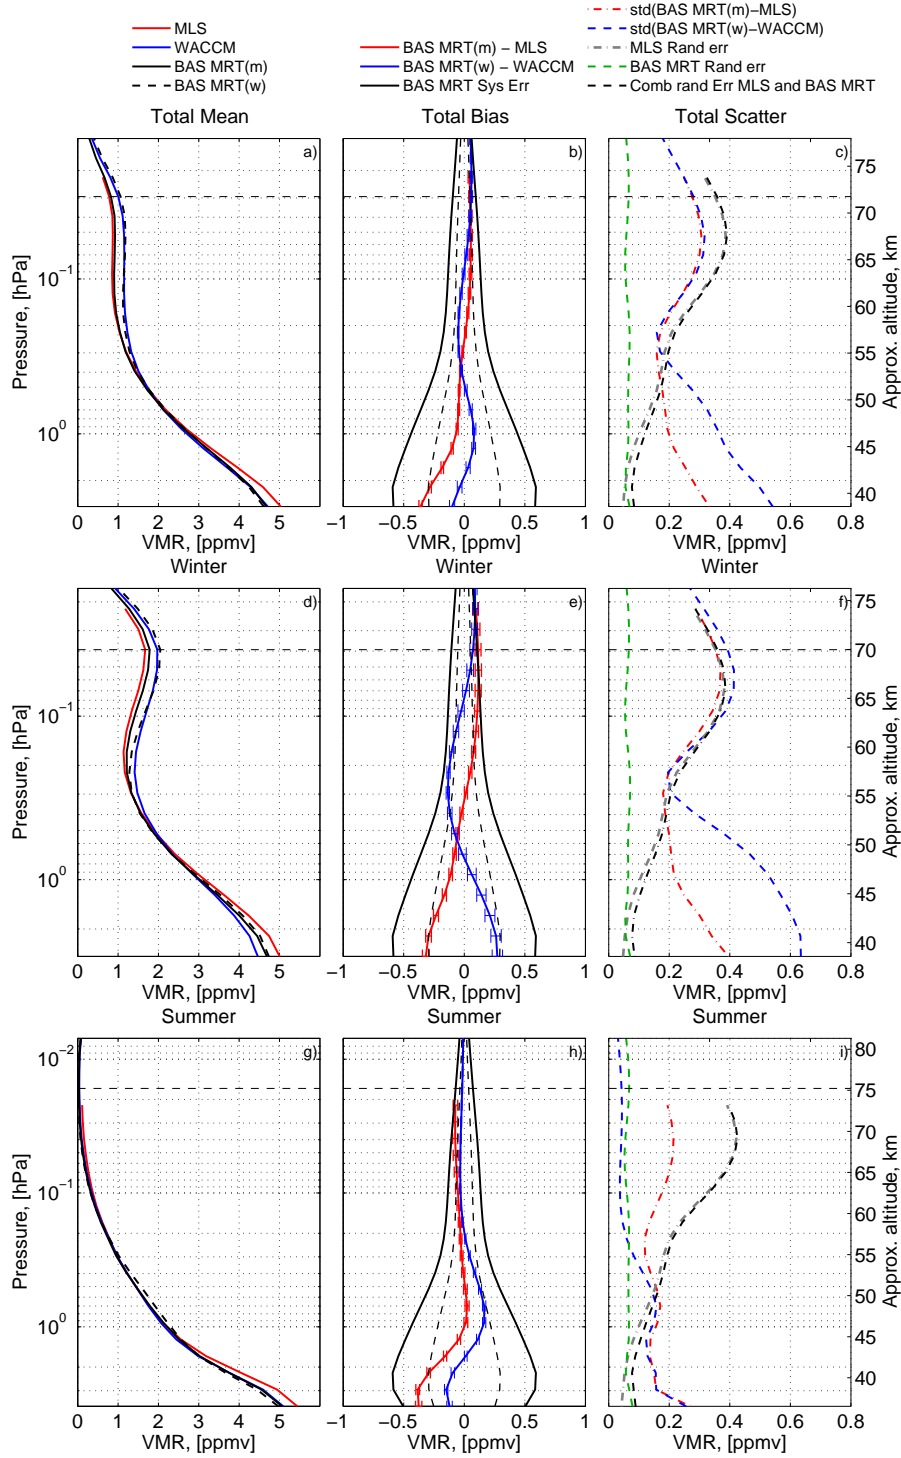 MLS
WACCM
BAS MRT(m)
BAS MRT(w)
BAS MRT(m) − MLS
BAS MRT(w) − WACCM
BAS MRT Sys Err
std(BAS MRT(m)−MLS)
std(BAS MRT(w)−WACCM)
MLS Rand err
BAS MRT Rand err
Comb rand Err MLS and BAS MRT
Total Mean
Total Bias
Total Scatter
a)
b)
c)
Pressure, [hPa]
10⁻¹
10⁰
75
70
65
60
55
50
45
40
Approx. altitude, km
0 1 2 3 4 5
−1 −0.5 0 0.5 1
0 0.2 0.4 0.6 0.8
VMR, [ppmv]
VMR, [ppmv]
VMR, [ppmv]
Winter
Winter
Winter
d)
e)
f)
Pressure, [hPa]
10⁻¹
10⁰
75
70
65
60
55
50
45
40
Approx. altitude, km
0 1 2 3 4 5
−1 −0.5 0 0.5 1
0 0.2 0.4 0.6 0.8
VMR, [ppmv]
VMR, [ppmv]
VMR, [ppmv]
Summer
Summer
Summer
g)
h)
i)
Pressure, [hPa]
10⁻²
10⁻¹
10⁰
80
75
70
65
60
55
50
45
40
Approx. altitude, km
0 1 2 3 4 5
−1 −0.5 0 0.5 1
0 0.2 0.4 0.6 0.8
VMR, [ppmv]
VMR, [ppmv]
VMR, [ppmv]